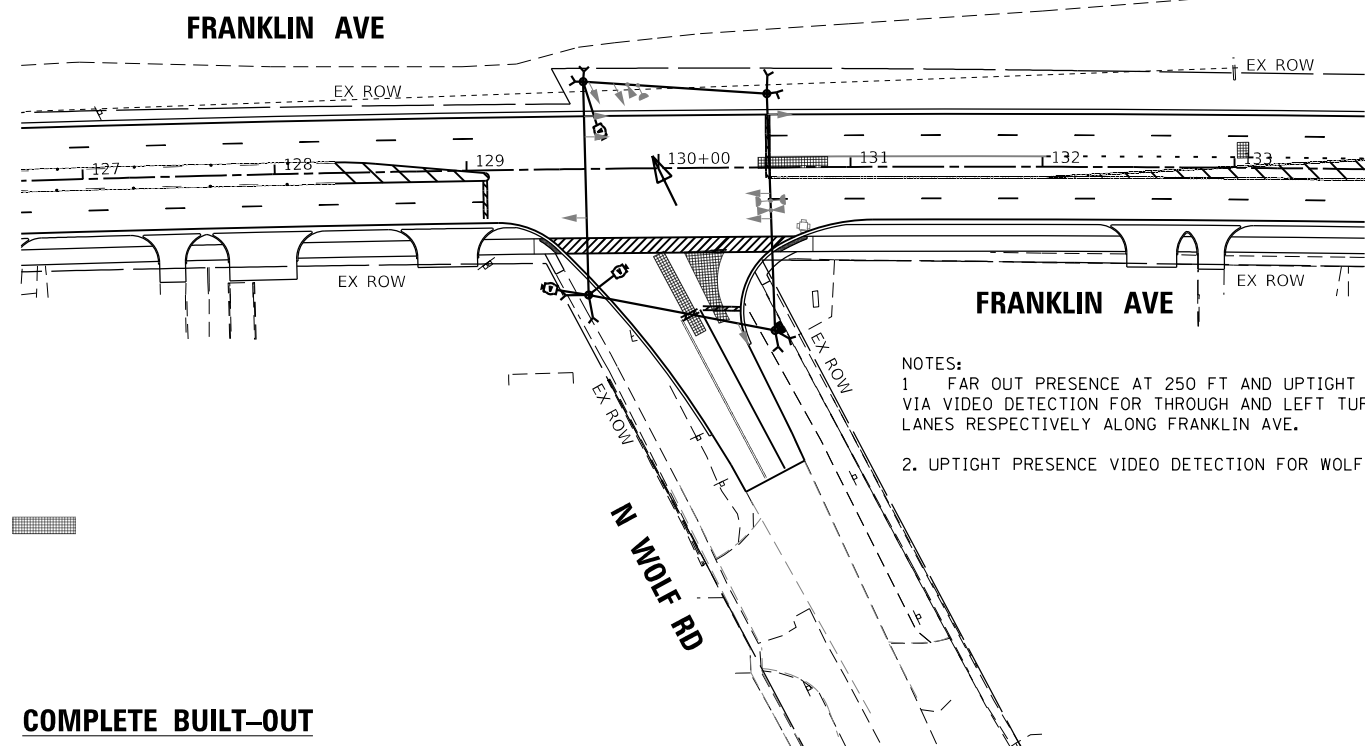 FRANKLIN AVE
EX ROW
EX ROW
127
128
129
130+00
131
132
133
EX ROW
EX ROW
FRANKLIN AVE
EX ROW
EX ROW
NOTES:
1 FAR OUT PRESENCE AT 250 FT AND UPTIGHT
VIA VIDEO DETECTION FOR THROUGH AND LEFT
LANES RESPECTIVELY ALONG FRANKLIN AVE.
2. UPTIGHT PRESENCE VIDEO DETECTION FOR WOLF
N WOLF RD
COMPLETE BUILT–OUT